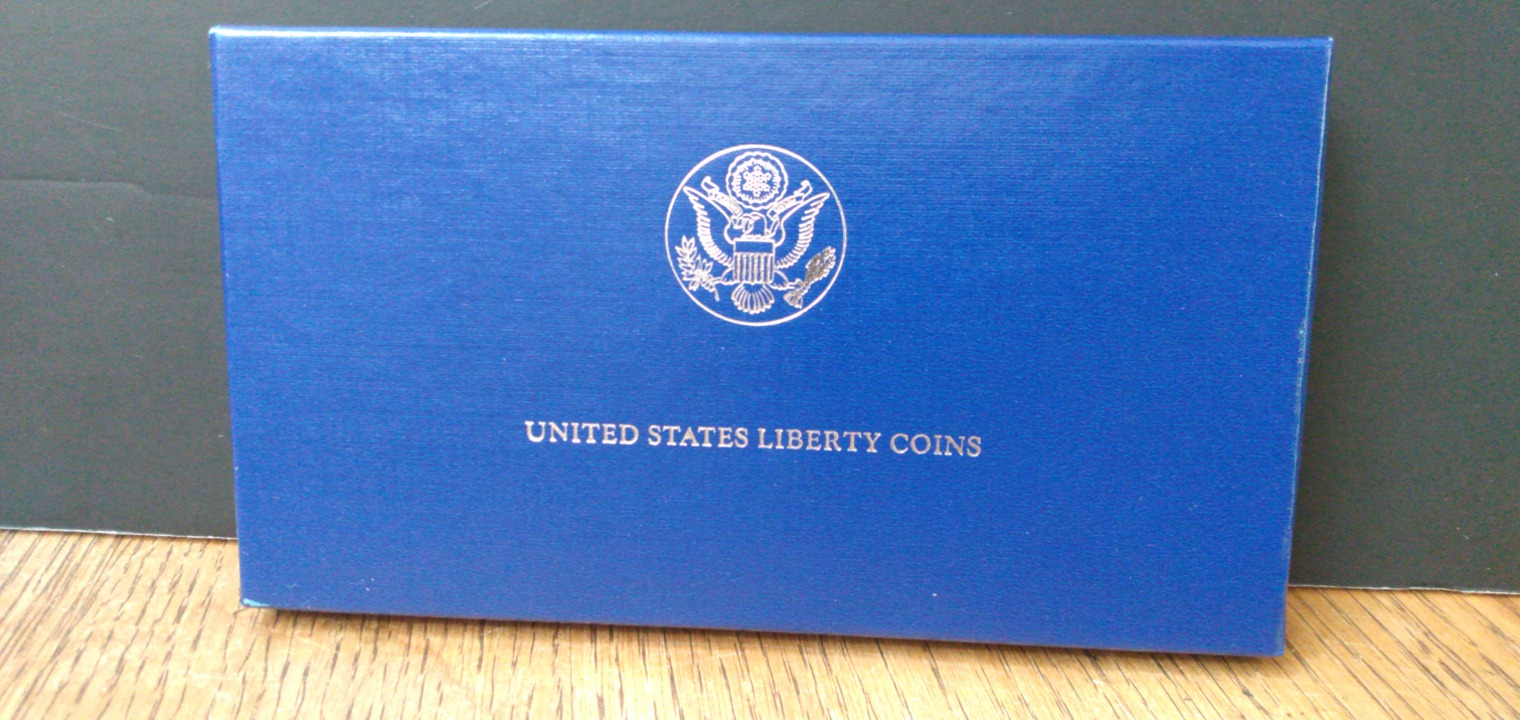 UNITED STATES LIBERTY COINS